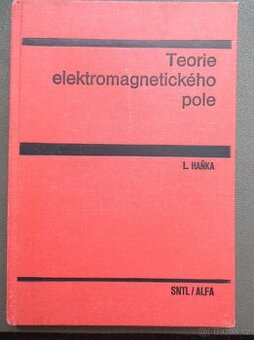 Teorie
elektromagnetického
pole
L. HAŇKA
SNTL/ALFA